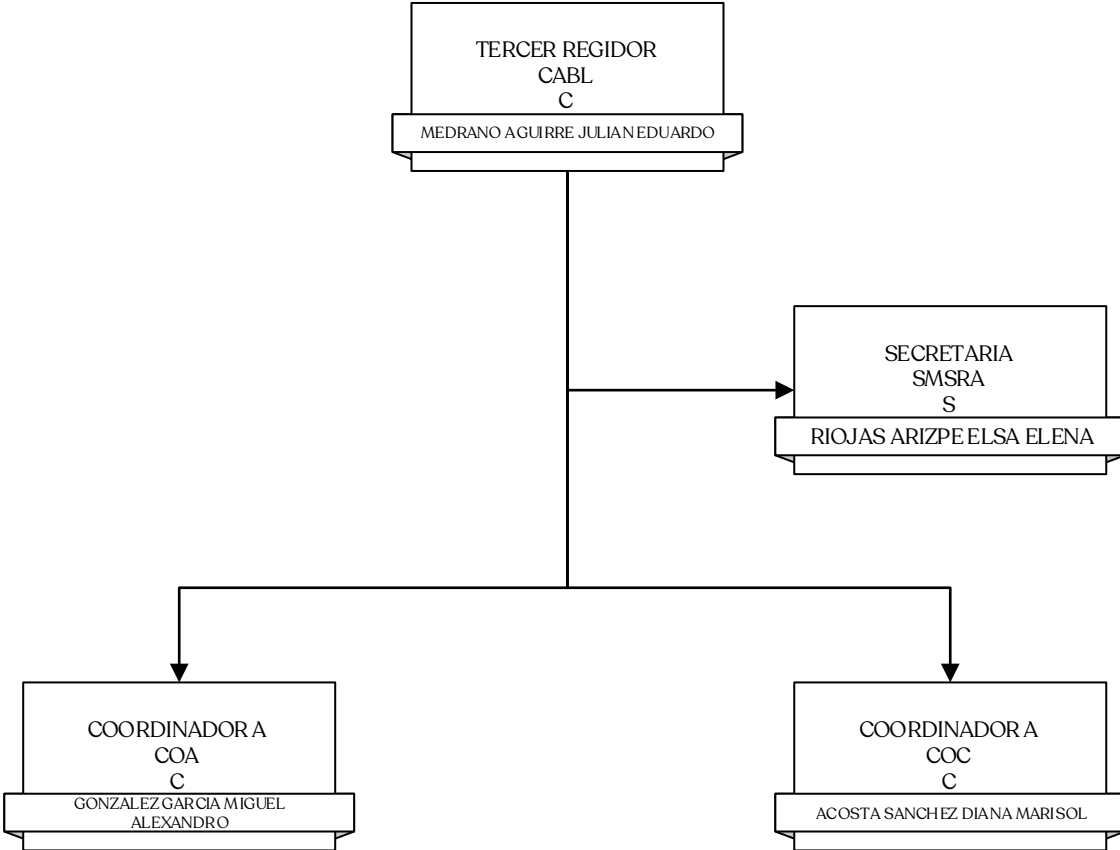 TERCER REGIDOR
CABL
C
MEDRANO AGUIRRE JULIAN EDUARDO
SECRETARIA
SMSRA
S
RIOJAS ARIZPE ELSA ELENA
COORDINADOR A
COA
C
GONZALEZ GARCIA MIGUEL
ALEXANDRO
COORDINADOR A
COC
C
ACOSTA SANCHEZ DIANA MARISOL